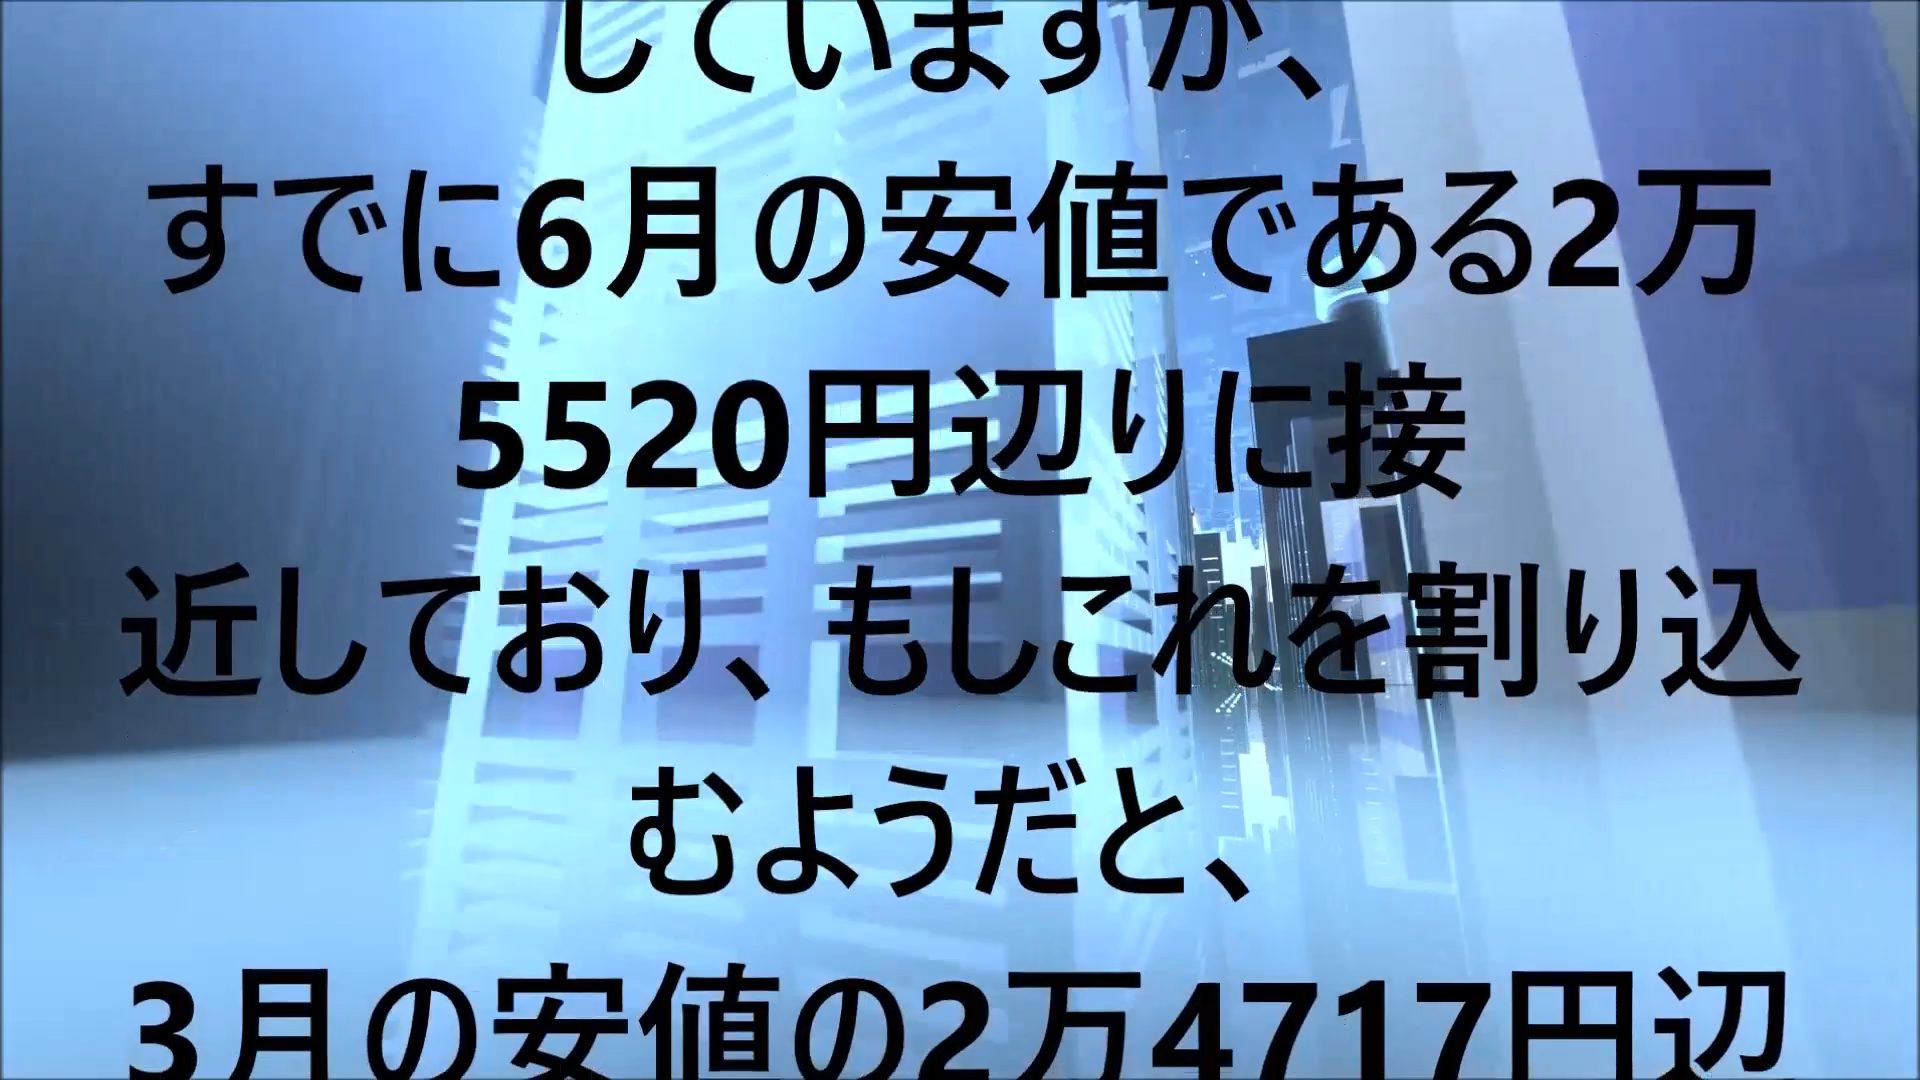 していますが、
すでに6月の安値である2万
5520円辺りに接
近しており、もしこれを割り込
むようだと、
3月の安値の2万4717円辺